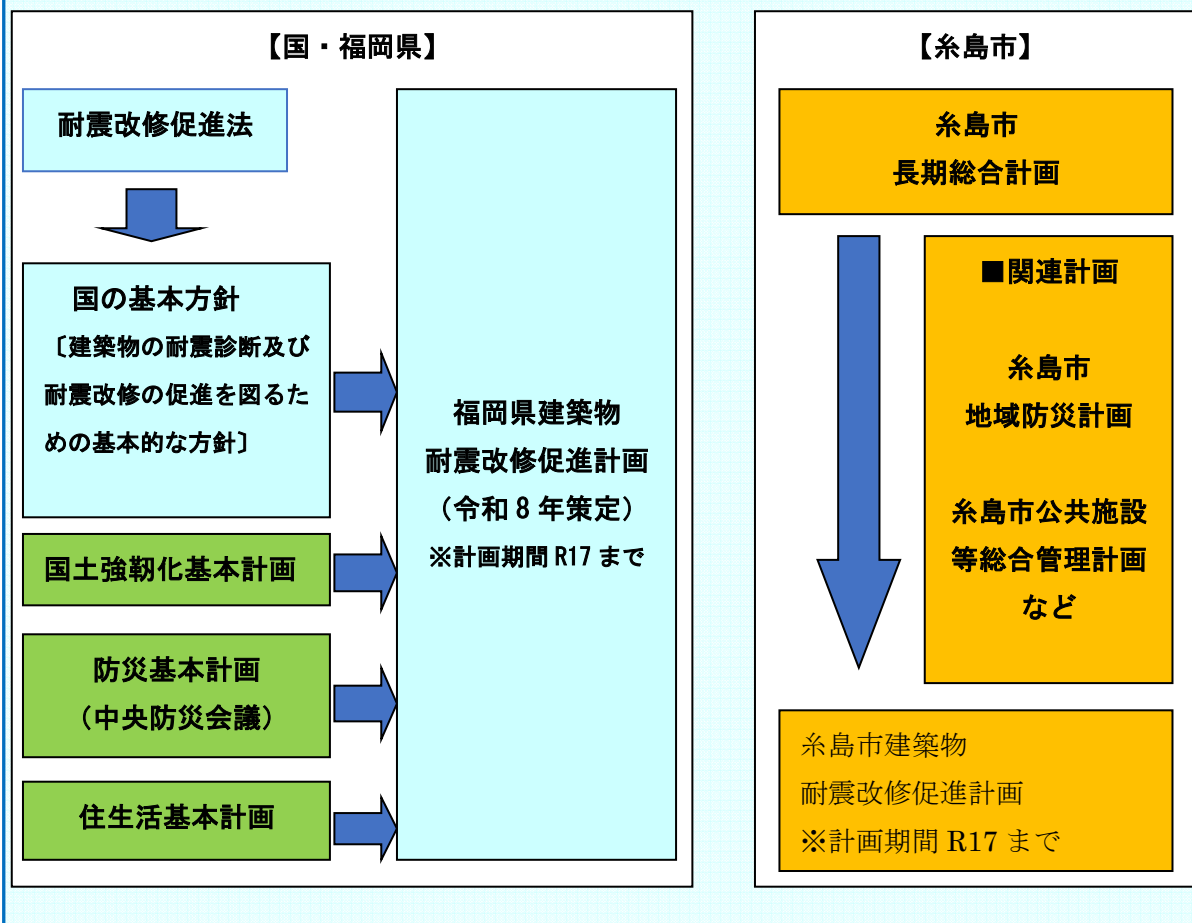 【国・福岡県】
耐震改修促進法
国の基本方針
〔建築物の耐震診断及び
耐震改修の促進を図るた
めの基本的な方針〕
国土強靱化基本計画
防災基本計画
（中央防災会議）
住生活基本計画
福岡県建築物
耐震改修促進計画
（令和8年策定）
※計画期間R17まで
【糸島市】
糸島市
長期総合計画
■関連計画
糸島市
地域防災計画
糸島市公共施設
等総合管理計画
など
糸島市建築物
耐震改修促進計画
※計画期間 R17 まで